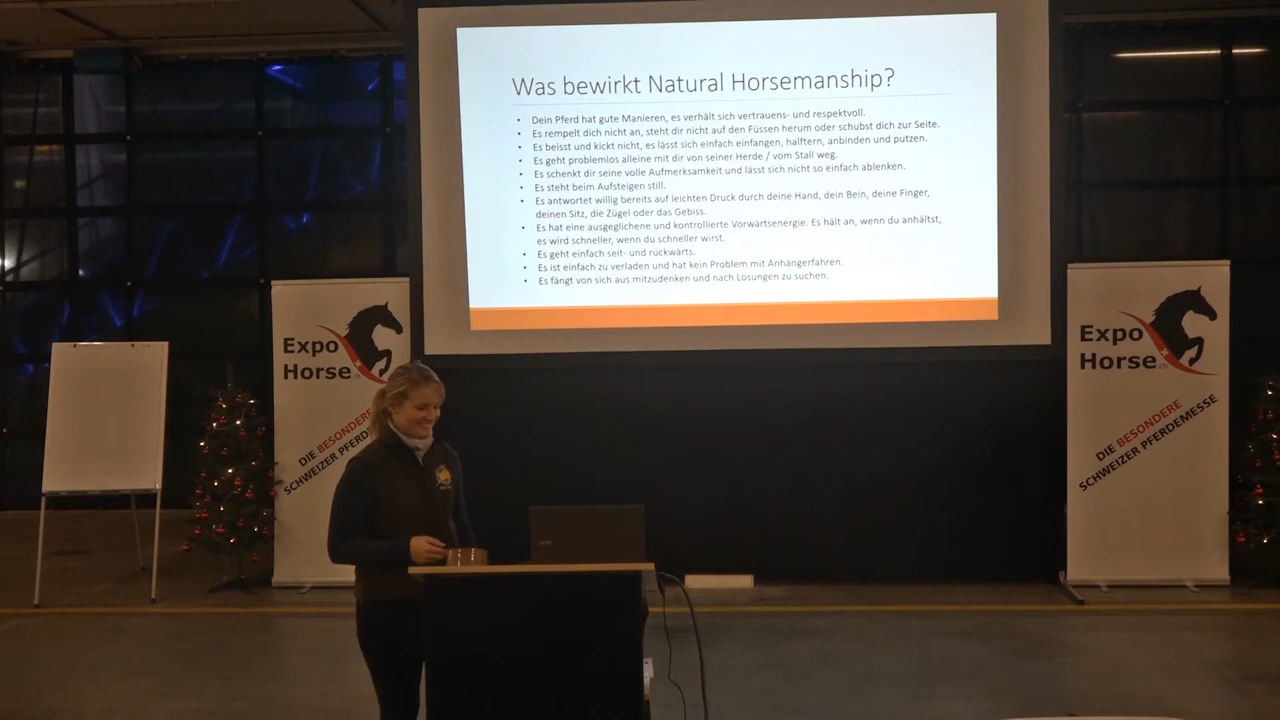 Was bewirkt Natural Horsemanship?
• Dein Pferd hat gute Manieren, es verhält sich vertrauens- und respektvoll.
• Es rempelt dich nicht an, steht dir nicht auf den Füssen herum oder schubst dich zur Seite.
• Es beisst und kickt nicht, es lässt sich einfach einfangen, halftern, anbinden und putzen.
• Es geht problemlos alleine mit dir von seiner Herde / vom Stall weg.
• Es schenkt dir seine volle Aufmerksamkeit und lässt sich nicht so einfach ablenken.
• Es steht beim Aufsteigen still.
• Es antwortet willig bereits auf leichten Druck durch deine Hand, dein Bein, deine Finger,
deinen Sitz, die Zügel oder das Gebiss.
• Es hat eine ausgeglichene und kontrollierte Vorwärtsenergie. Es hält an, wenn du anhältst,
es wird schneller, wenn du schneller wirst.
• Es geht einfach seit- und rückwärts.
• Es ist einfach zu verladen und hat kein Problem mit Anhängerfahren.
• Es fängt von sich aus mitzudenken und nach Lösungen zu suchen.
Expo
Horse.ch
DIE BESONDERE
SCHWEIZER PFERD
Expo
Horse.ch
DIE BESONDERE
SCHWEIZER PFERDEMESSE